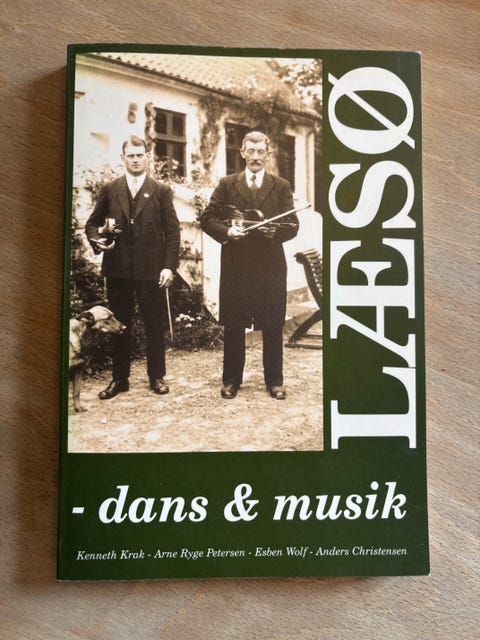 LÆSØ
- dans & musik
Kenneth Krak - Arne Ryge Petersen - Esben Wolf - Anders Christensen